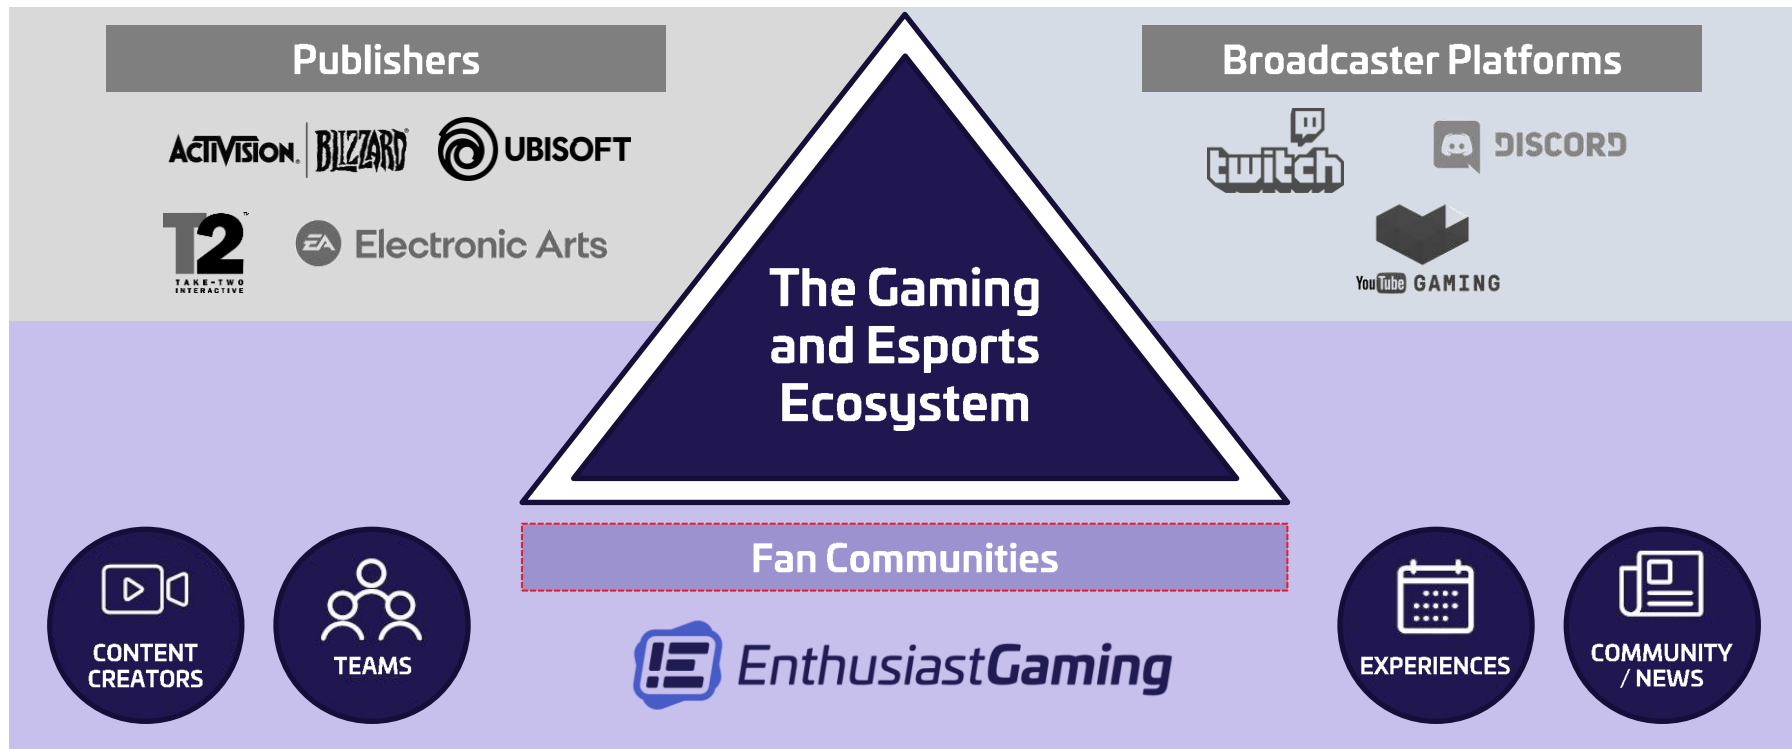 Publishers
ACTIVISION. BLIZZARD
UBISOFT
T2
TAKE-TWO
INTERACTIVE
EA Electronic Arts
The Gaming
and Esports
Ecosystem
Broadcaster Platforms
twitch
DISCORD
YouTube GAMING
Fan Communities
CONTENT
CREATORS
TEAMS
!E EnthusiastGaming
EXPERIENCES
COMMUNITY
/ NEWS